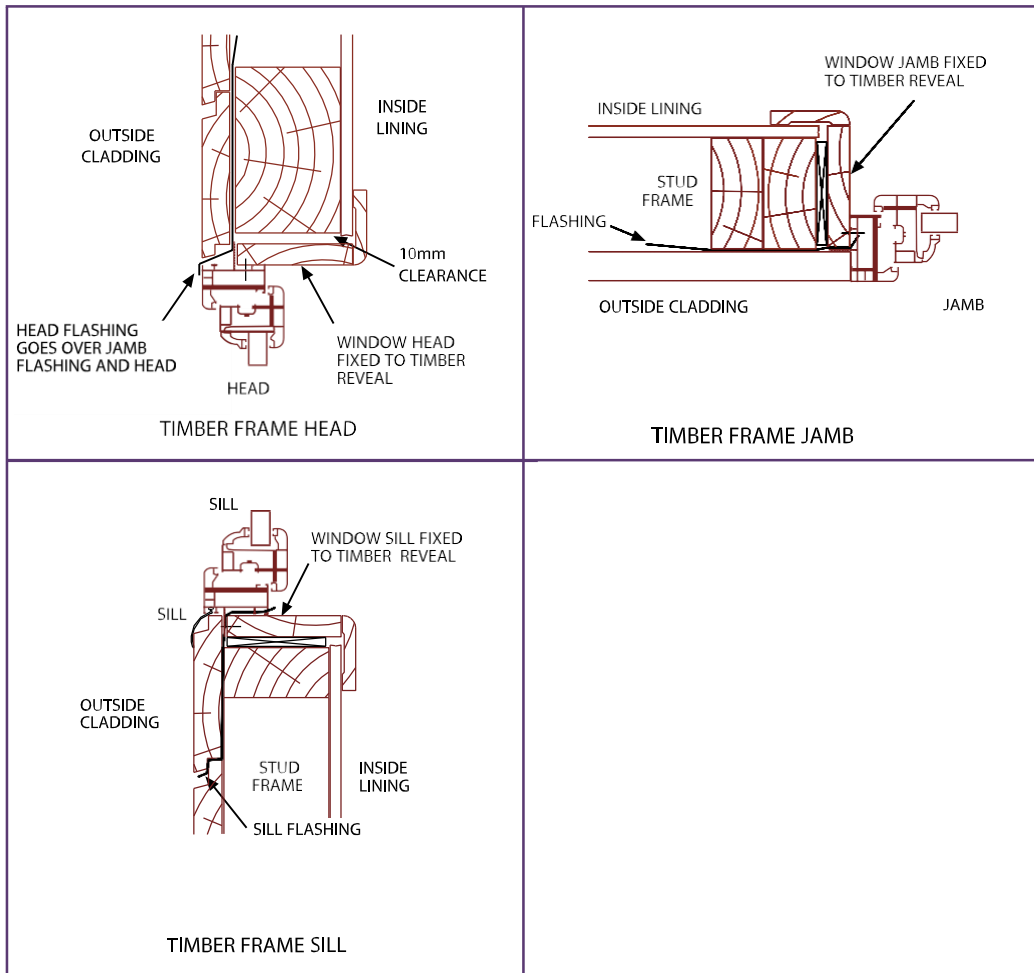 OUTSIDE
CLADDING
INSIDE
LINING
10mm
CLEARANCE
HEAD FLASHING
GOES OVER JAMB
FLASHING AND HEAD
WINDOW HEAD
FIXED TO TIMBER
REVEAL
HEAD
TIMBER FRAME HEAD
WINDOW JAMB FIXED
TO TIMBER REVEAL
INSIDE LINING
STUD
FRAME
FLASHING
OUTSIDE CLADDING
JAMB
TIMBER FRAME JAMB
SILL
WINDOW SILL FIXED
TO TIMBER REVEAL
SILL
OUTSIDE
CLADDING
STUD
FRAME
INSIDE
LINING
SILL FLASHING
TIMBER FRAME SILL